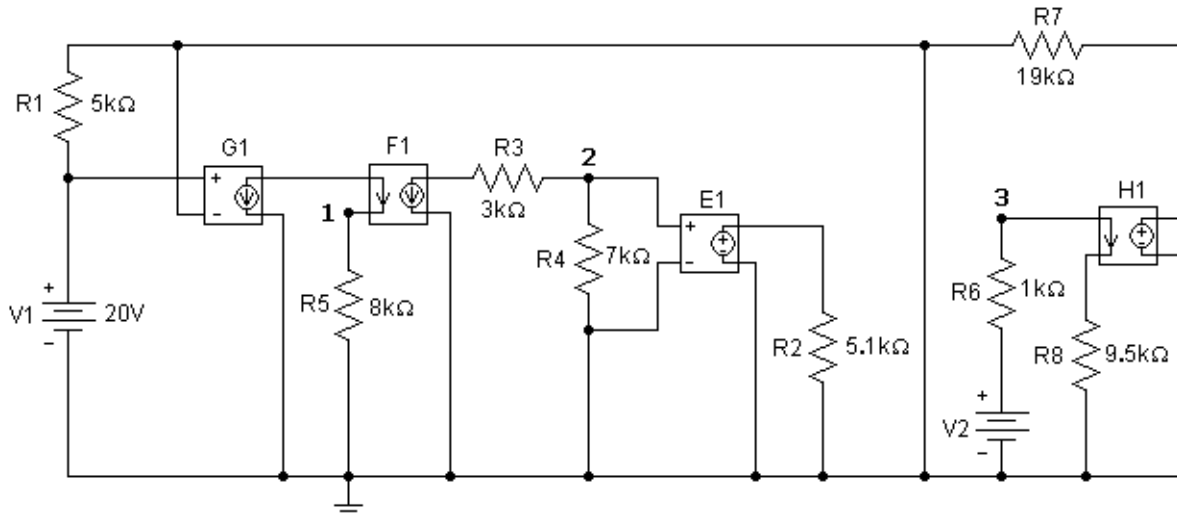 R7
19kΩ
R1
5kΩ
G1
F1
R3
2
3kΩ
+
-
1
E1
+
-
±
R4
7kΩ
3
H1
±
R6
1kΩ
+
V1
20V
-
R5
8kΩ
R2
5.1kΩ
R8
9.5kΩ
+
V2
-